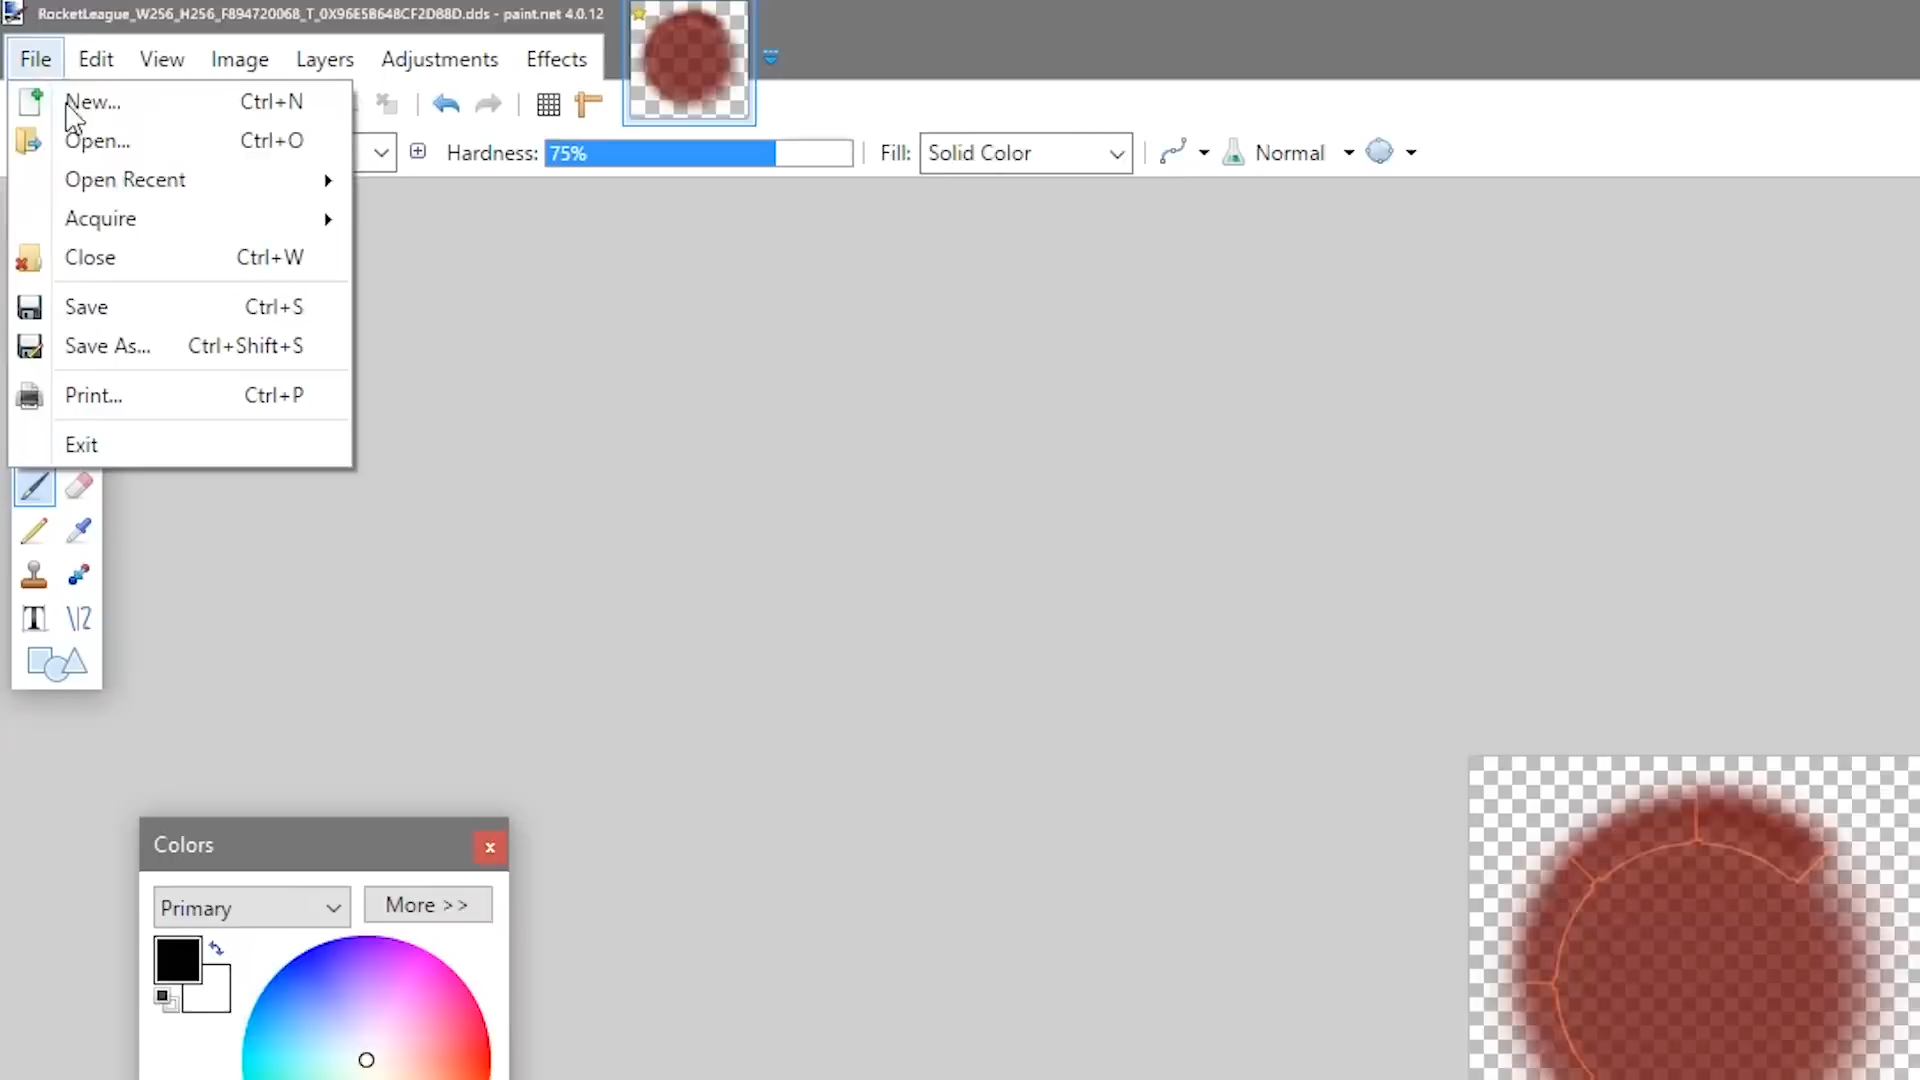 RocketLeague_W256_H256_F894720068_T_0X96E5B648CF2D88D.dds - paint.net 4.0.12
File Edit View Image Layers Adjustments Effects
New... Ctrl+N
Open... Ctrl+O
Hardness: 75% Fill: Solid Color Normal
Open Recent
Acquire
Close Ctrl+W
Save Ctrl+S
Save As... Ctrl+Shift+S
Print... Ctrl+P
Exit
T \12
Colors x
Primary More >>